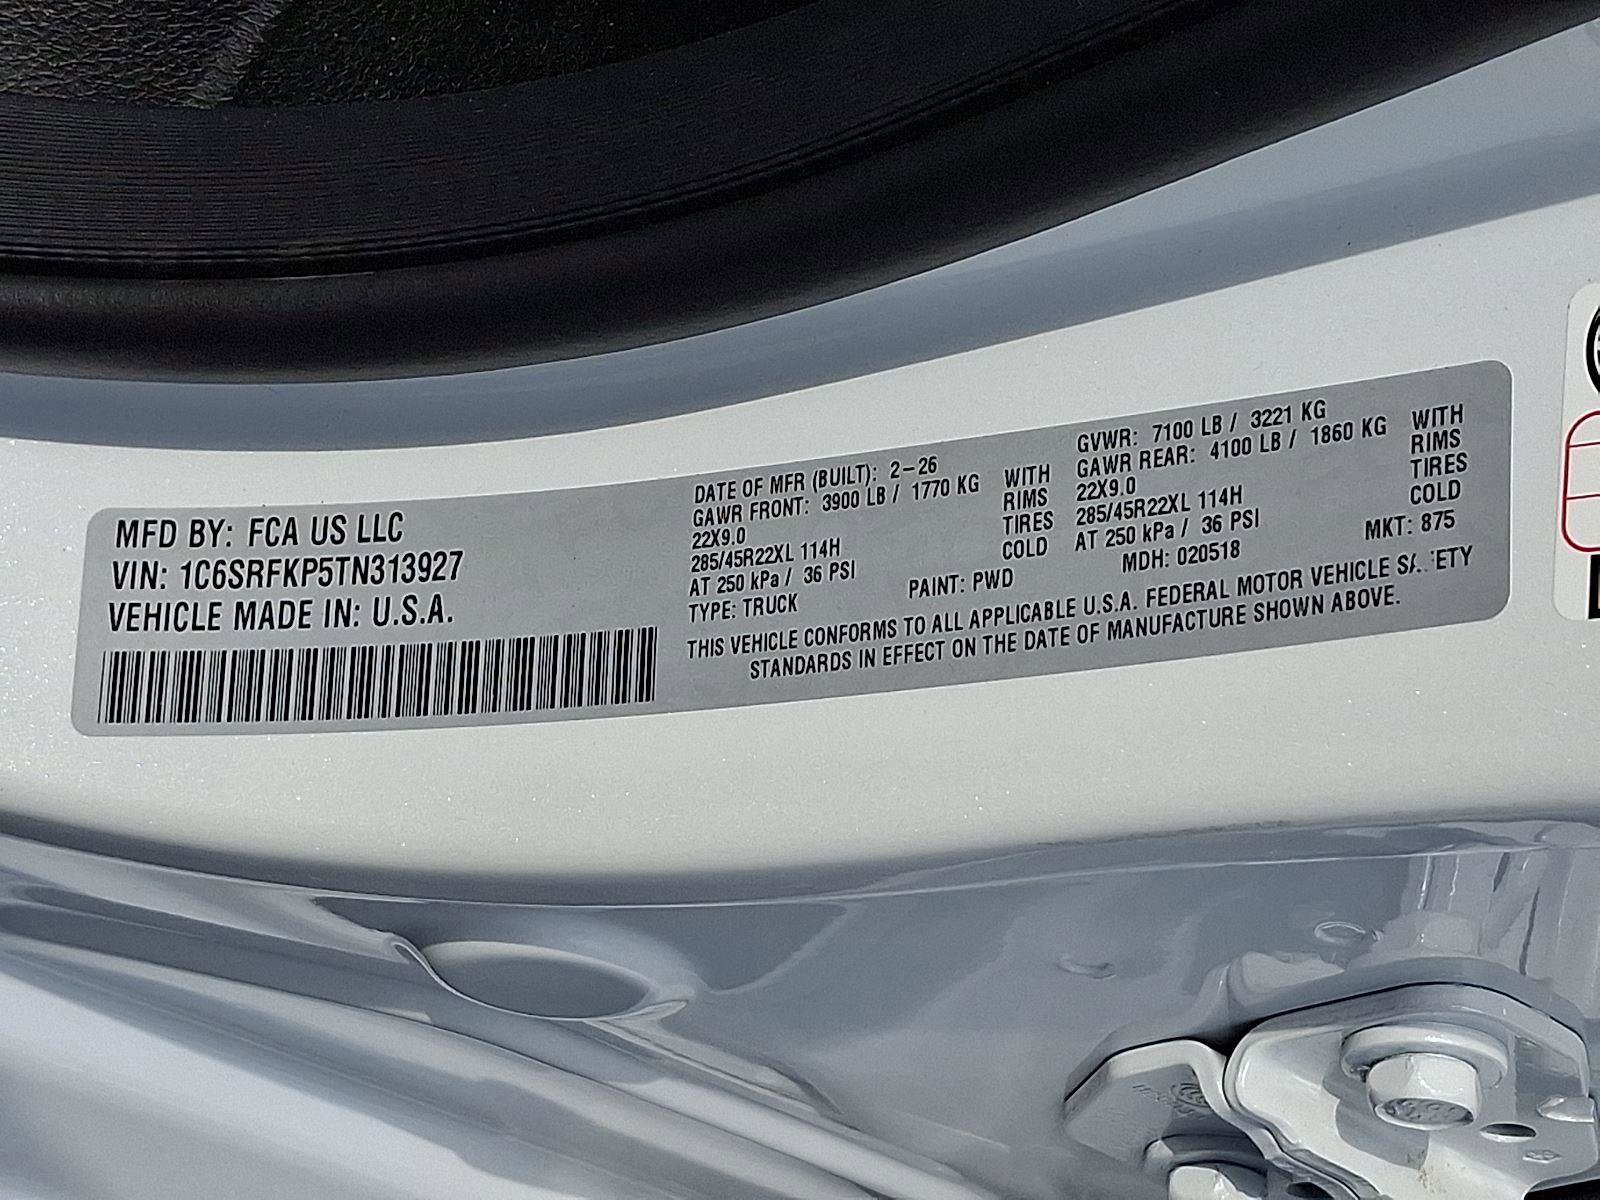 MFD BY: FCA US LLC
VIN: 1C6SRFKP5TN313927
VEHICLE MADE IN: U.S.A.
DATE OF MFR (BUILT): 2-26
GAWR FRONT: 3900 LB / 1770 KG WITH
22X9.0 RIMS
285/45R22XL 114H TIRES
AT 250 kPa / 36 PSI COLD
TYPE: TRUCK PAINT: PWD
GVWR: 7100 LB / 3221 KG
GAWR REAR: 4100 LB / 1860 KG WITH
22X9.0 RIMS
285/45R22XL 114H TIRES
AT 250 kPa / 36 PSI COLD
MDH: 020518 MKT: 875
THIS VEHICLE CONFORMS TO ALL APPLICABLE U.S.A. FEDERAL MOTOR VEHICLE SAFETY
STANDARDS IN EFFECT ON THE DATE OF MANUFACTURE SHOWN ABOVE.